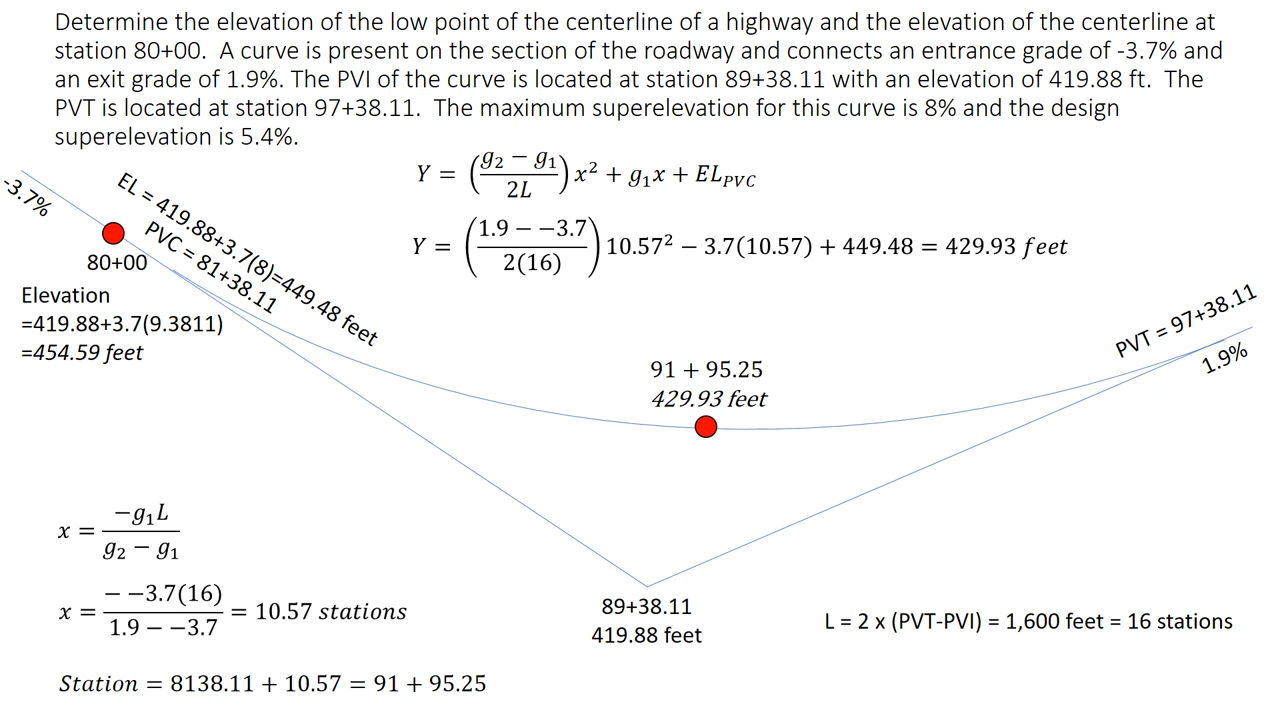 Determine the elevation of the low point of the centerline of a highway and the elevation of the centerline at
station 80+00.  A curve is present on the section of the roadway and connects an entrance grade of -3.7% and
an exit grade of 1.9%. The PVI of the curve is located at station 89+38.11 with an elevation of 419.88 ft.  The
PVT is located at station 97+38.11.  The maximum superelevation for this curve is 8% and the design
superelevation is 5.4%.
Y = ((g₂ − g₁)/2L) x² + g₁x + EL_PVC
Y = ((1.9 − −3.7)/2(16)) 10.57² − 3.7(10.57) + 449.48 = 429.93 feet
-3.7%
EL = 419.88+3.7(8)=449.48 feet
PVC = 81+38.11
80+00
Elevation
=419.88+3.7(9.3811)
=454.59 feet
91 + 95.25
429.93 feet
PVT = 97+38.11
1.9%
x = −g₁L/(g₂ − g₁)
x = − −3.7(16)/(1.9 − −3.7) = 10.57 stations
Station = 8138.11 + 10.57 = 91 + 95.25
89+38.11
419.88 feet
L = 2 x (PVT-PVI) = 1,600 feet = 16 stations